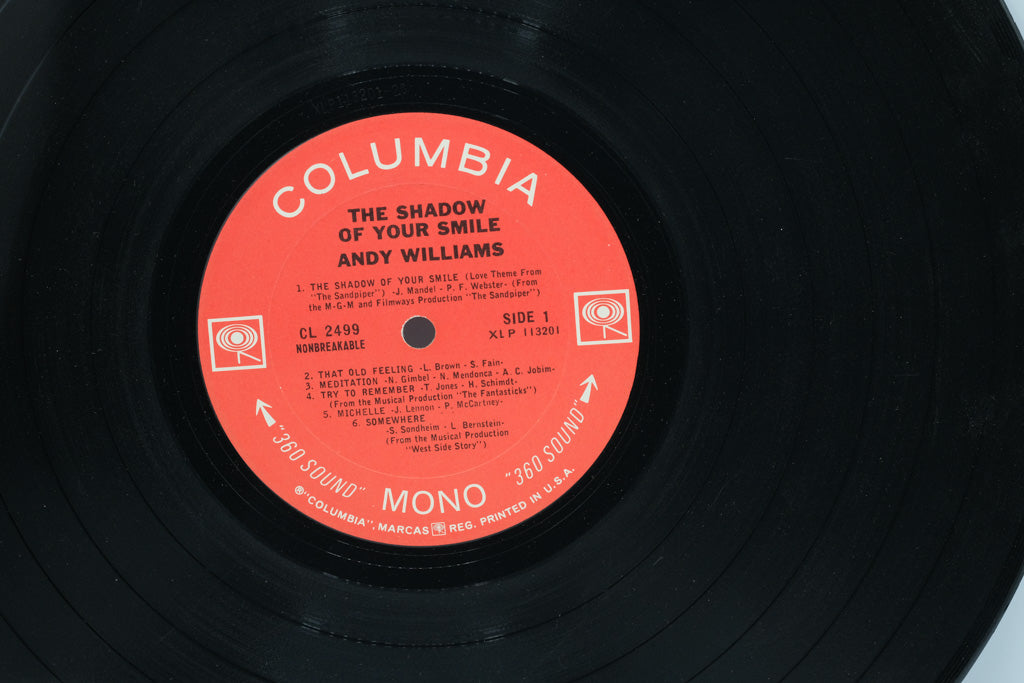 COLUMBIA
THE SHADOW
OF YOUR SMILE
ANDY WILLIAMS
1. THE SHADOW OF YOUR SMILE (Love Theme From
"The Sandpiper") -J. Mandel - P. F. Webster- (From
the M-G-M and Filmways Production "The Sandpiper")
CL 2499
NONBREAKABLE
SIDE 1
XLP 113201
2. THAT OLD FEELING -L. Brown - S. Fain-
3. MEDITATION -N. Gimbel - N. Mendonca - A. C. Jobim-
4. TRY TO REMEMBER -T. Jones - H. Schimdt-
(From the Musical Production "The Fantasticks")
5. MICHELLE -J. Lennon - P. McCartney-
6. SOMEWHERE
-S. Sondheim - L. Bernstein-
(From the Musical Production
"West Side Story")
"360 SOUND"
MONO
"360 SOUND"
®"COLUMBIA", MARCAS REG. PRINTED IN U.S.A.